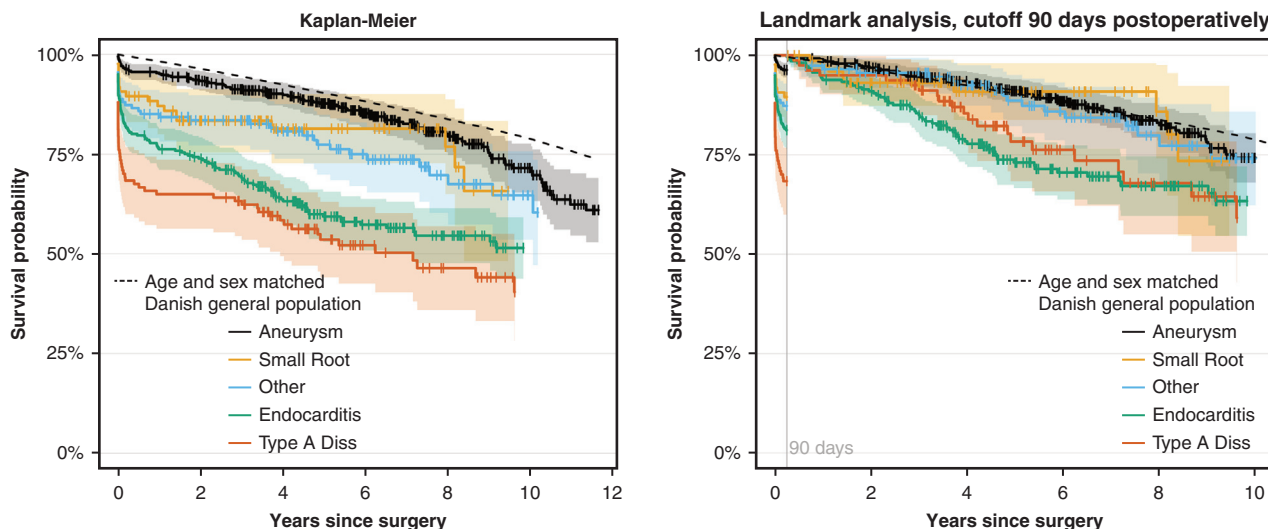 Kaplan-Meier
Survival probability
100%
75%
50%
25%
0%
Age and sex matched
Danish general population
Aneurysm
Small Root
Other
Endocarditis
Type A Diss
0 2 4 6 8 10 12
Years since surgery
Landmark analysis, cutoff 90 days postoperatively
Survival probability
100%
75%
50%
25%
0%
Age and sex matched
Danish general population
Aneurysm
Small Root
Other
Endocarditis
Type A Diss
90 days
0 2 4 6 8 10
Years since surgery